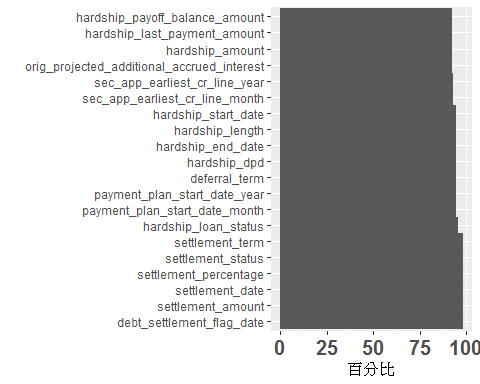 hardship_payoff_balance_amount
hardship_last_payment_amount
hardship_amount
orig_projected_additional_accrued_interest
sec_app_earliest_cr_line_year
sec_app_earliest_cr_line_month
hardship_start_date
hardship_length
hardship_end_date
hardship_dpd
deferral_term
payment_plan_start_date_year
payment_plan_start_date_month
hardship_loan_status
settlement_term
settlement_status
settlement_percentage
settlement_date
settlement_amount
debt_settlement_flag_date
0 25 50 75 100
百分比